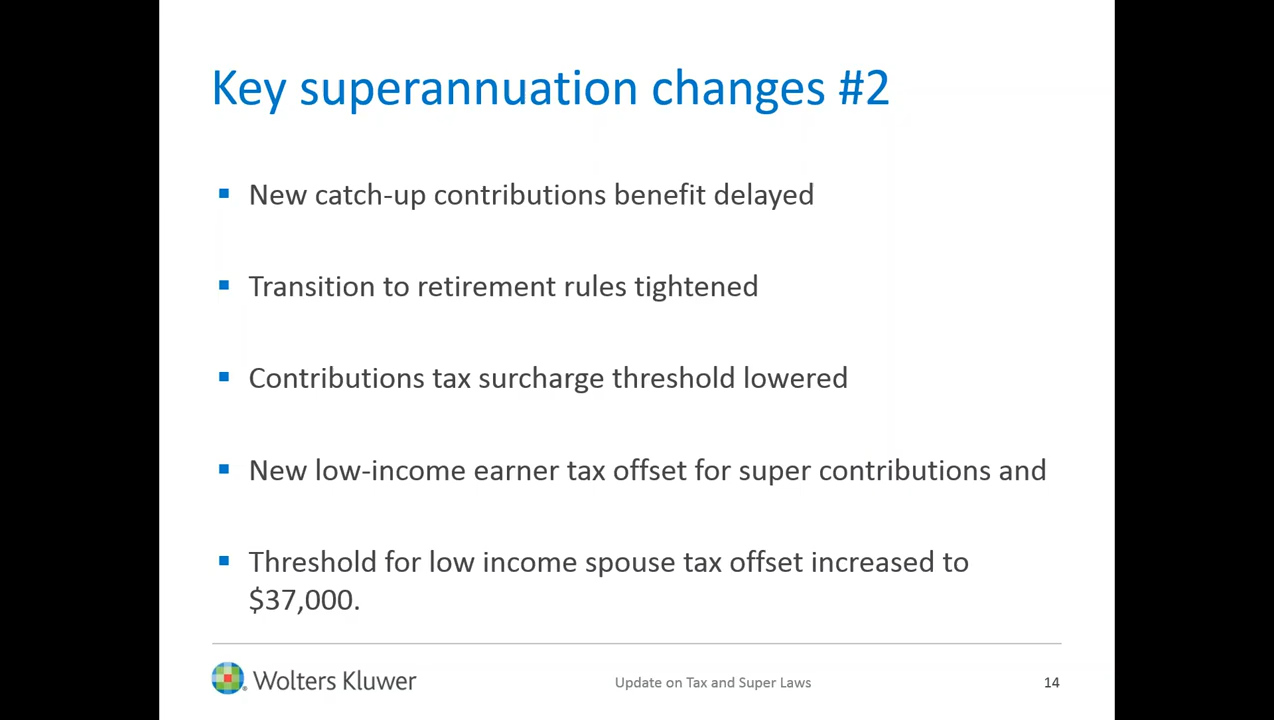 Key superannuation changes #2
▪ New catch-up contributions benefit delayed
▪ Transition to retirement rules tightened
▪ Contributions tax surcharge threshold lowered
▪ New low-income earner tax offset for super contributions and
▪ Threshold for low income spouse tax offset increased to
$37,000.
Wolters Kluwer
Update on Tax and Super Laws
14